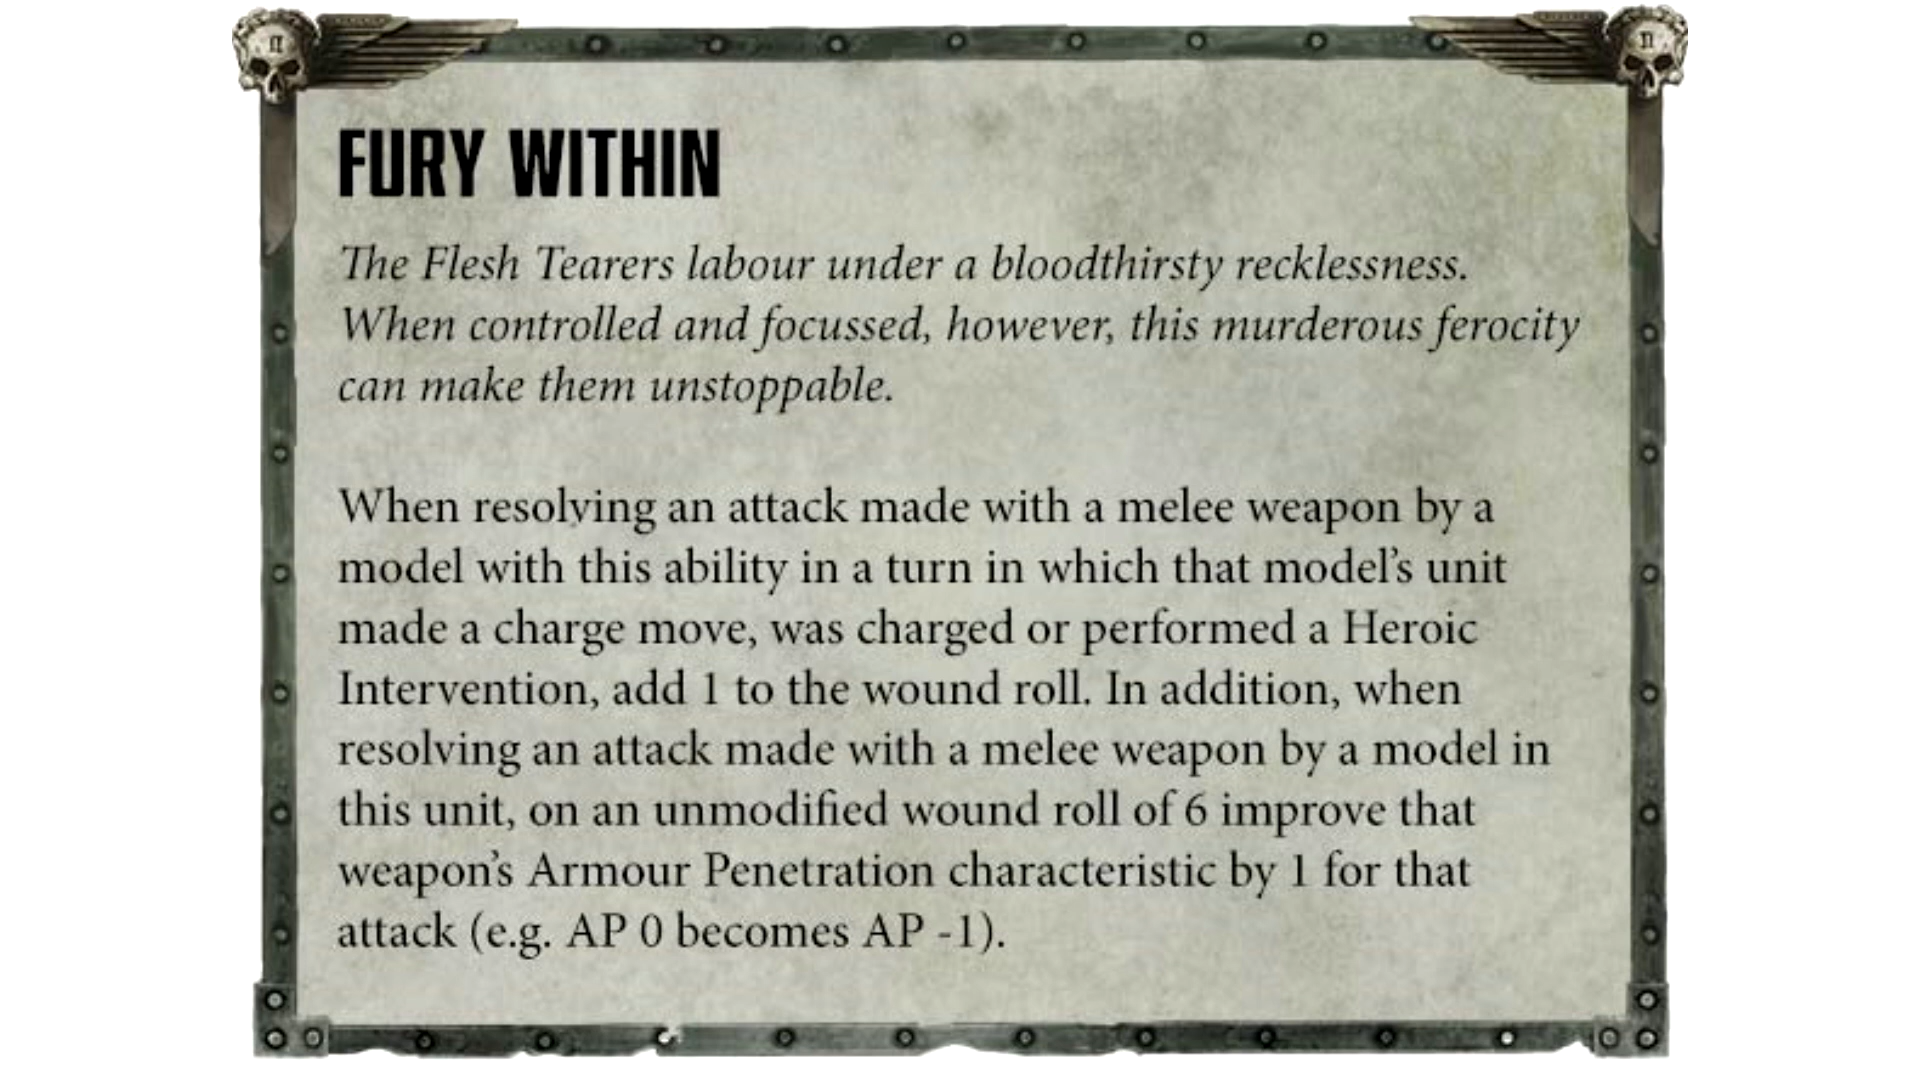 FURY WITHIN
The Flesh Tearers labour under a bloodthirsty recklessness.
When controlled and focussed, however, this murderous ferocity
can make them unstoppable.
When resolving an attack made with a melee weapon by a
model with this ability in a turn in which that model's unit
made a charge move, was charged or performed a Heroic
Intervention, add 1 to the wound roll. In addition, when
resolving an attack made with a melee weapon by a model in
this unit, on an unmodified wound roll of 6 improve that
weapon's Armour Penetration characteristic by 1 for that
attack (e.g. AP 0 becomes AP -1).